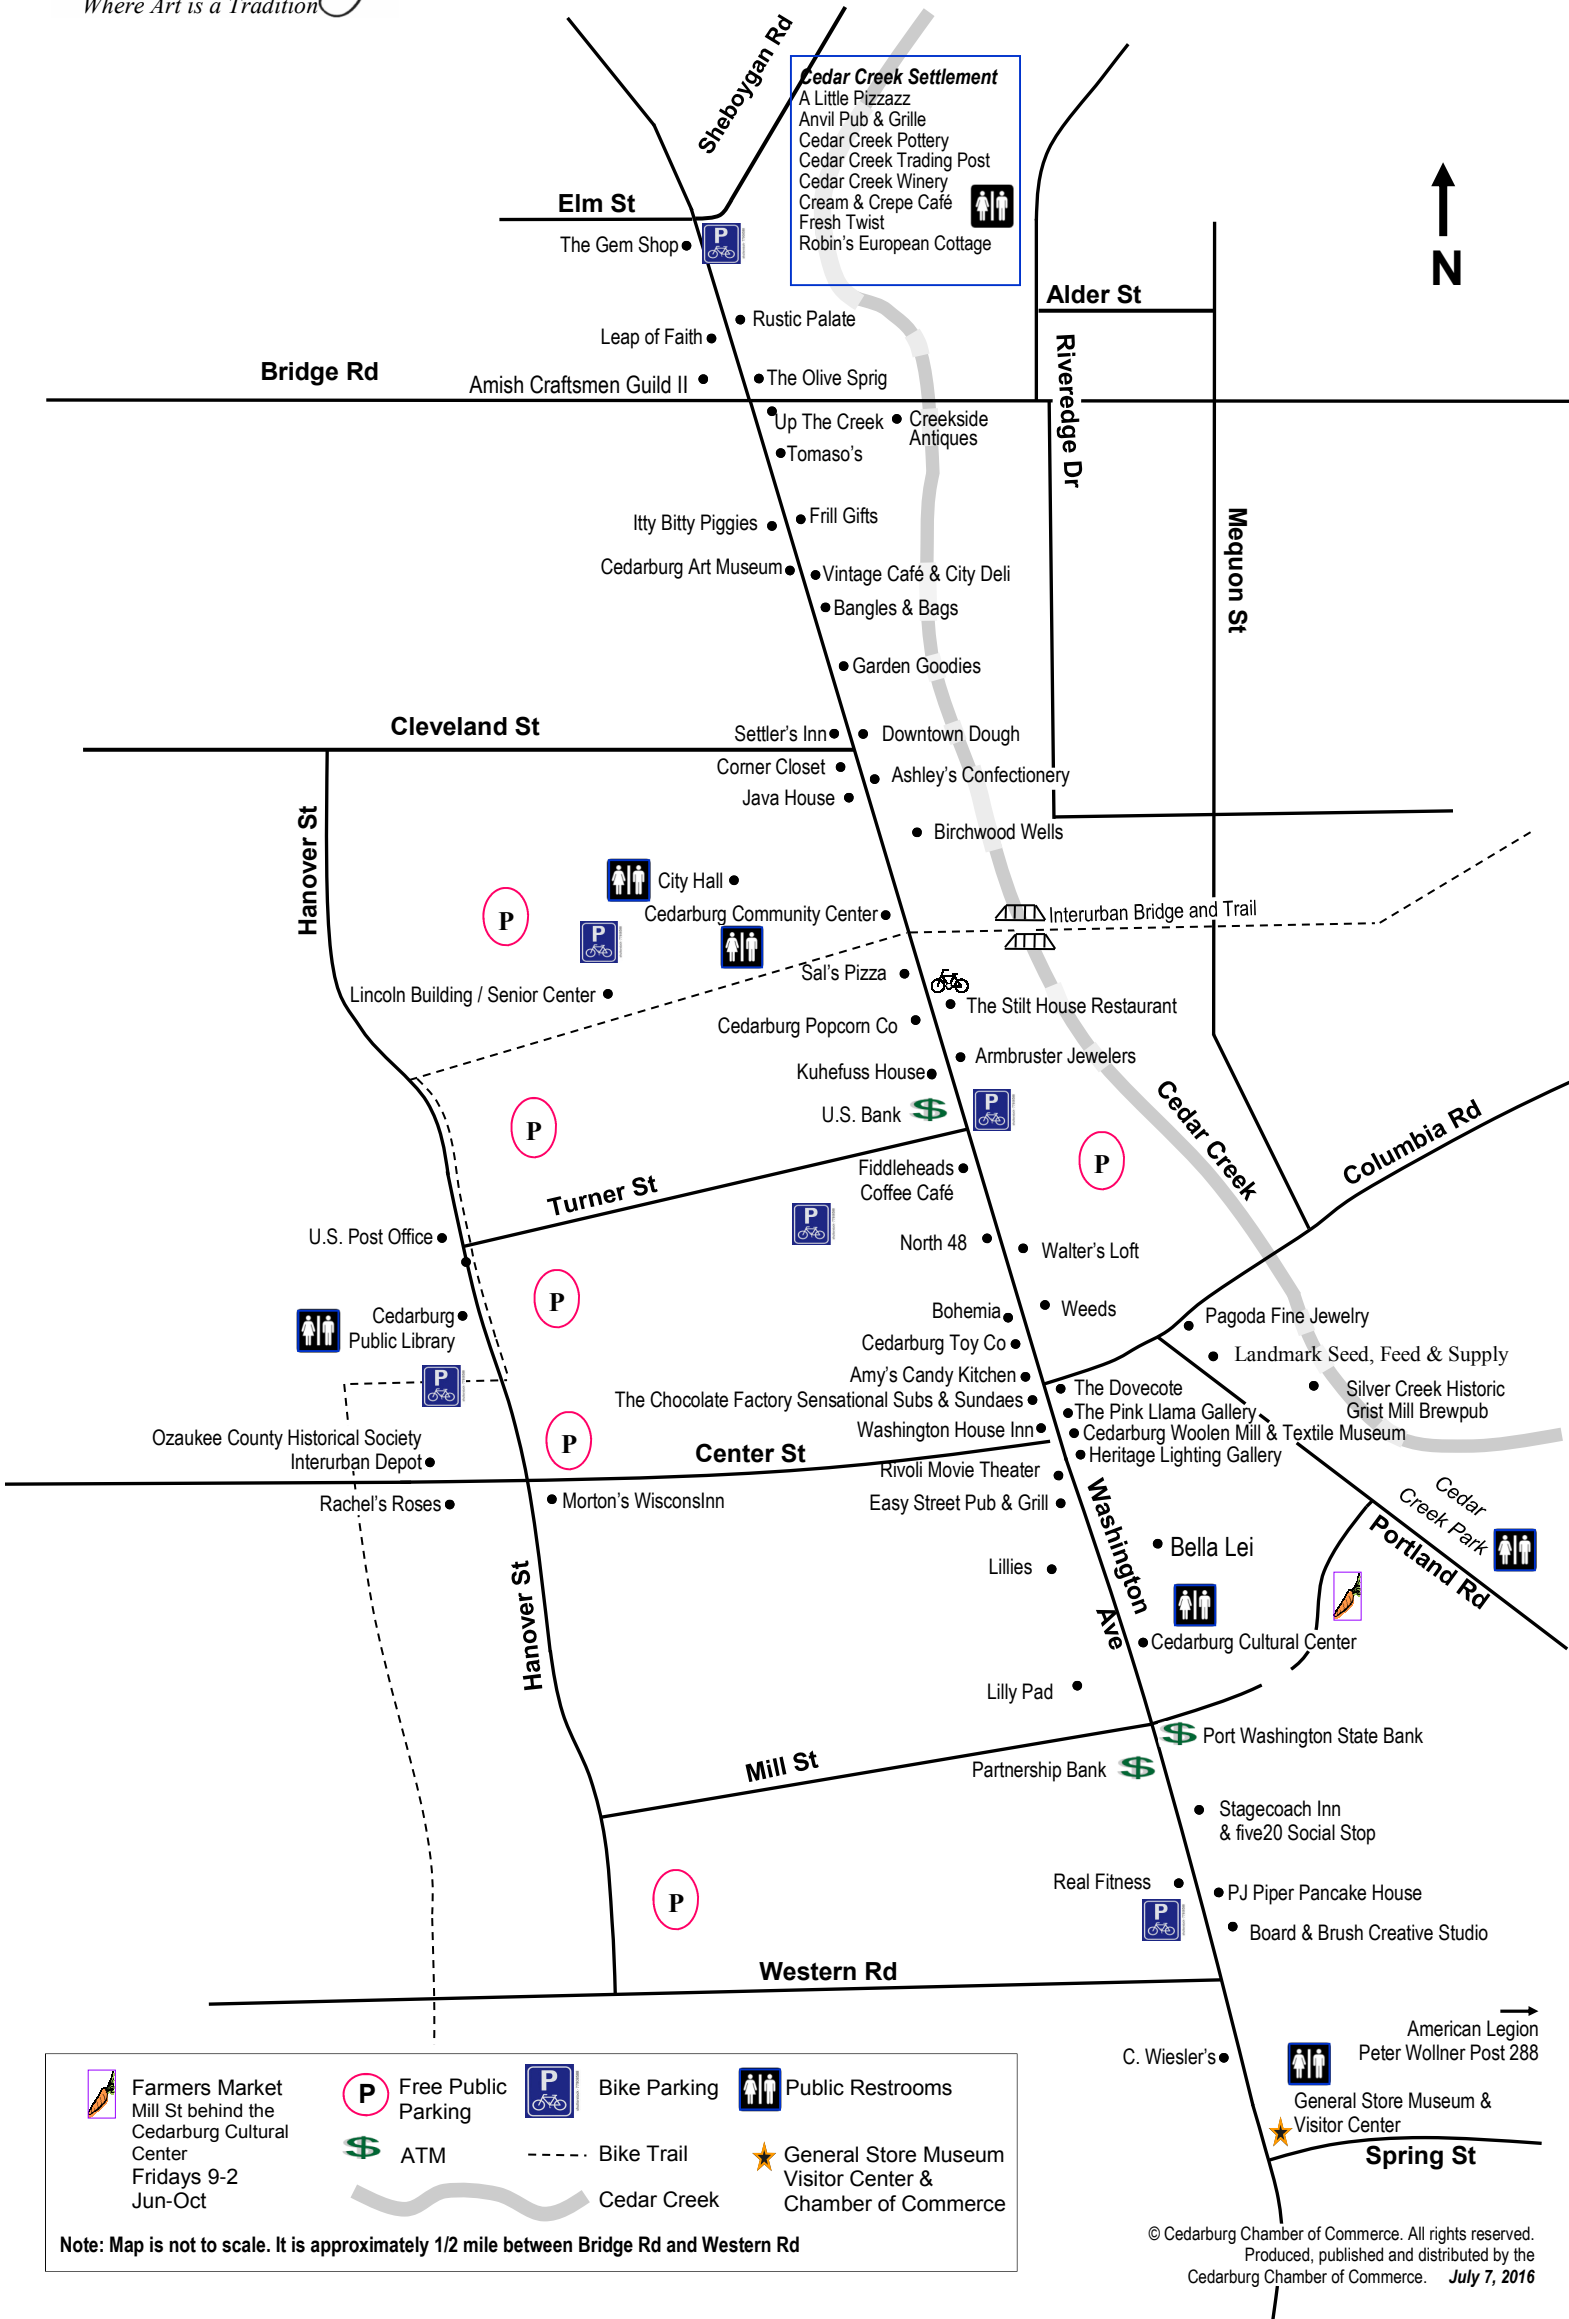 Where Art is a Tradition
Sheboygan Rd
Cedar Creek Settlement
A Little Pizzazz
Anvil Pub & Grille
Cedar Creek Pottery
Cedar Creek Trading Post
Cedar Creek Winery
Cream & Crepe Café
Fresh Twist
Robin's European Cottage
Elm St
The Gem Shop
P
N
Alder St
Rustic Palate
Leap of Faith
Bridge Rd
Riveredge Dr
Amish Craftsmen Guild II
The Olive Sprig
Up The Creek
Creekside
Antiques
Tomaso's
Itty Bitty Piggies
Frill Gifts
Mequon St
Cedarburg Art Museum
Vintage Café & City Deli
Bangles & Bags
Garden Goodies
Cleveland St
Settler's Inn
Downtown Dough
Corner Closet
Ashley's Confectionery
Java House
Hanover St
Birchwood Wells
City Hall
P
Cedarburg Community Center
Interurban Bridge and Trail
P
Sal's Pizza
Lincoln Building / Senior Center
The Stilt House Restaurant
Cedarburg Popcorn Co
Armbruster Jewelers
Kuhefuss House
Cedar Creek
Columbia Rd
U.S. Bank
P
P
P
Fiddleheads
Coffee Café
Turner St
P
U.S. Post Office
North 48
Walter's Loft
P
Bohemia
Weeds
Cedarburg
Public Library
Pagoda Fine Jewelry
Cedarburg Toy Co
Landmark Seed, Feed & Supply
Amy's Candy Kitchen
P
The Dovecote
Silver Creek Historic
Grist Mill Brewpub
The Chocolate Factory Sensational Subs & Sundaes
The Pink Llama Gallery
Washington House Inn
Cedarburg Woolen Mill & Textile Museum
P
Ozaukee County Historical Society
Interurban Depot
Center St
Heritage Lighting Gallery
Rivoli Movie Theater
Rachel's Roses
Morton's WisconsInn
Easy Street Pub & Grill
Washington
Ave
Cedar
Creek Park
Portland Rd
Bella Lei
Lillies
Hanover St
Cedarburg Cultural Center
Lilly Pad
Port Washington State Bank
Mill St
Partnership Bank
Stagecoach Inn
& five20 Social Stop
Real Fitness
PJ Piper Pancake House
P
P
Board & Brush Creative Studio
Western Rd
American Legion
Peter Wollner Post 288
C. Wiesler's
General Store Museum &
Visitor Center
Spring St
Farmers Market
Mill St behind the
Cedarburg Cultural
Center
Fridays 9-2
Jun-Oct
P
Free Public
Parking
ATM
P
Bike Parking
Bike Trail
Cedar Creek
Public Restrooms
General Store Museum
Visitor Center &
Chamber of Commerce
Note: Map is not to scale. It is approximately 1/2 mile between Bridge Rd and Western Rd
© Cedarburg Chamber of Commerce. All rights reserved.
Produced, published and distributed by the
Cedarburg Chamber of Commerce. July 7, 2016